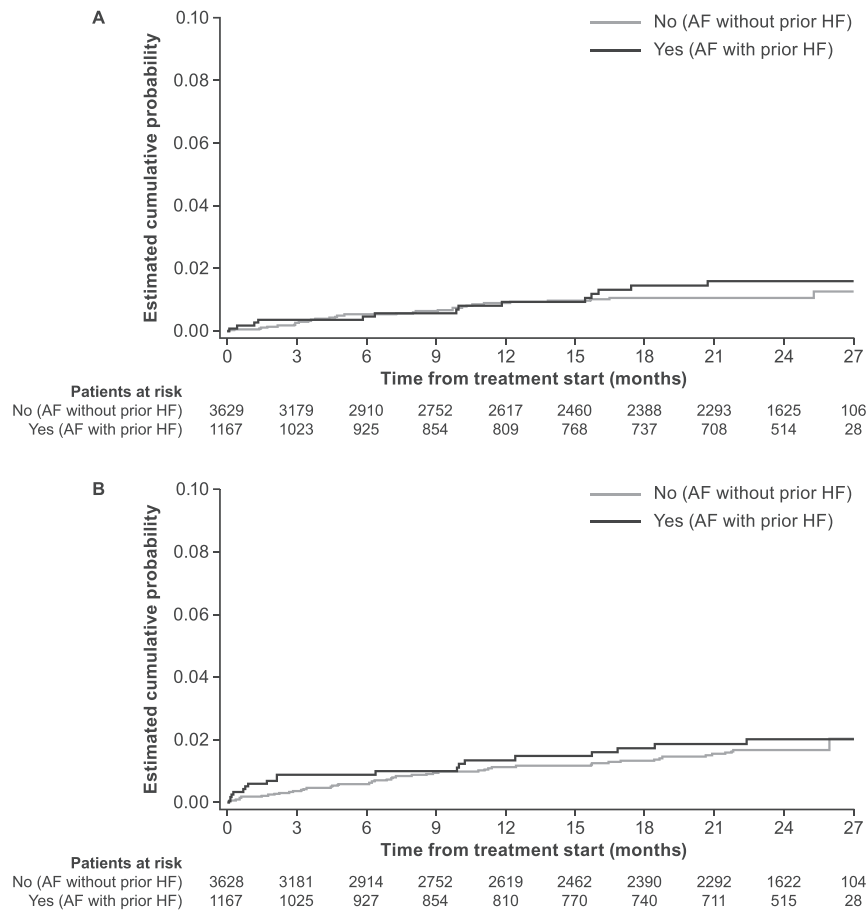 A
No (AF without prior HF)
Yes (AF with prior HF)
Estimated cumulative probability
0.10
0.08
0.06
0.04
0.02
0.00
0 3 6 9 12 15 18 21 24 27
Time from treatment start (months)
Patients at risk
No (AF without prior HF) 3629 3179 2910 2752 2617 2460 2388 2293 1625 106
Yes (AF with prior HF) 1167 1023 925 854 809 768 737 708 514 28
B
No (AF without prior HF)
Yes (AF with prior HF)
Estimated cumulative probability
0.10
0.08
0.06
0.04
0.02
0.00
0 3 6 9 12 15 18 21 24 27
Time from treatment start (months)
Patients at risk
No (AF without prior HF) 3628 3181 2914 2752 2619 2462 2390 2292 1622 104
Yes (AF with prior HF) 1167 1025 927 854 810 770 740 711 515 28